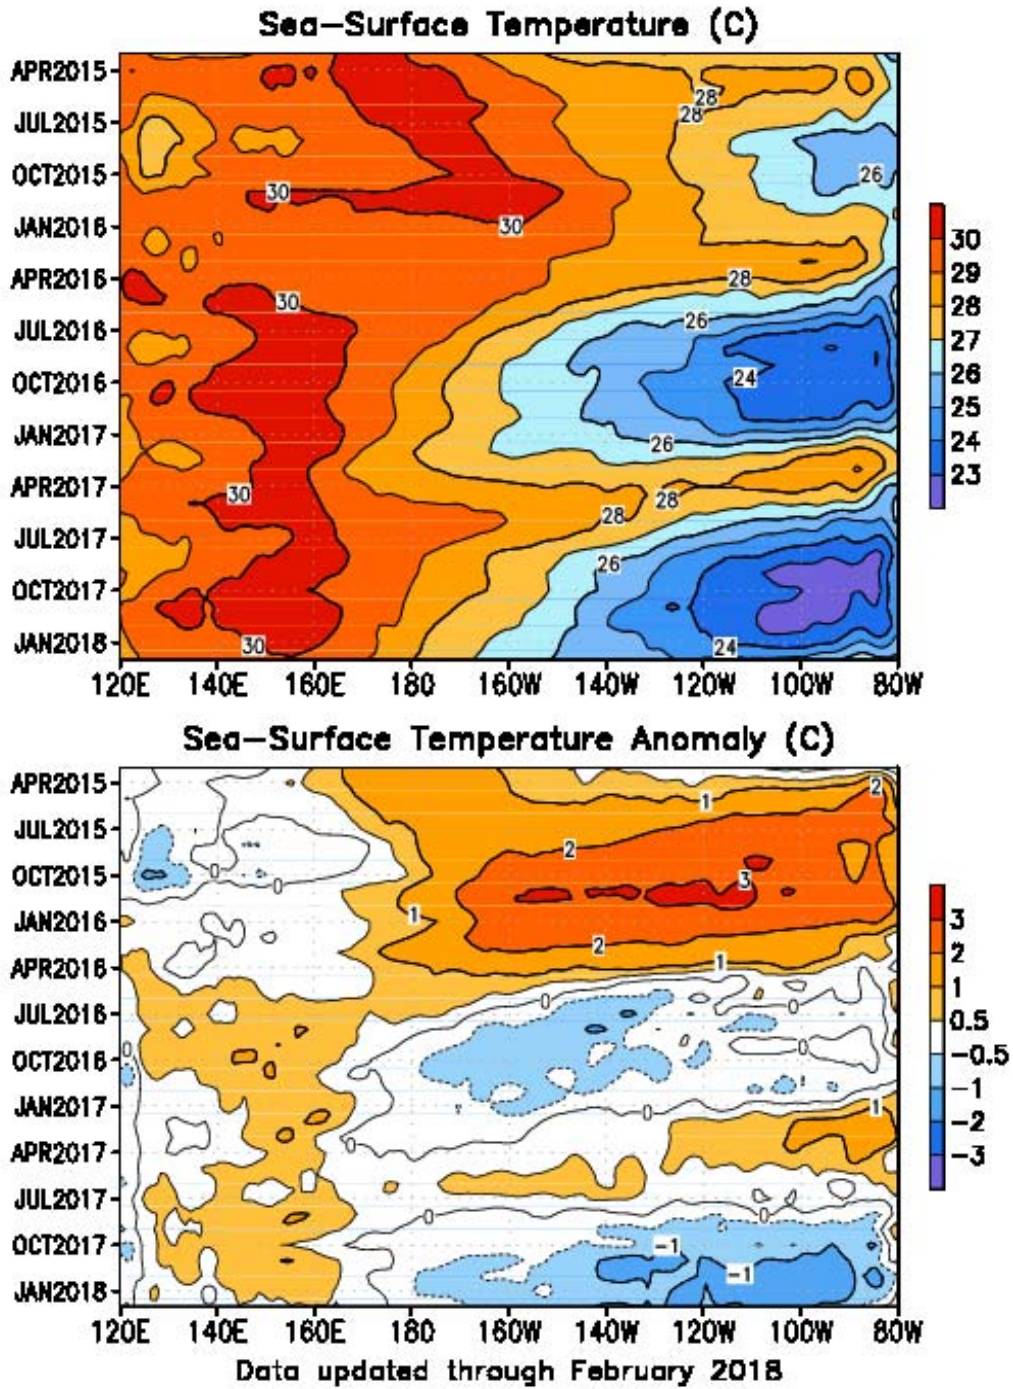 Sea-Surface Temperature (C)
APR2015
JUL2015
OCT2015
JAN2016
APR2016
JUL2016
OCT2016
JAN2017
APR2017
JUL2017
OCT2017
JAN2018
28
28
26
30
30
28
30
26
24
26
30
28
28
26
30
24
120E 140E 160E 180 160W 140W 120W 100W 80W
30
29
28
27
26
25
24
23
Sea-Surface Temperature Anomaly (C)
APR2015
JUL2015
OCT2015
JAN2016
APR2016
JUL2016
OCT2016
JAN2017
APR2017
JUL2017
OCT2017
JAN2018
2
1
2
0
0
3
1
2
1
0
0
0
0
1
0
0
0
0
-1
-1
120E 140E 160E 180 160W 140W 120W 100W 80W
3
2
1
0.5
-0.5
-1
-2
-3
Data updated through February 2018